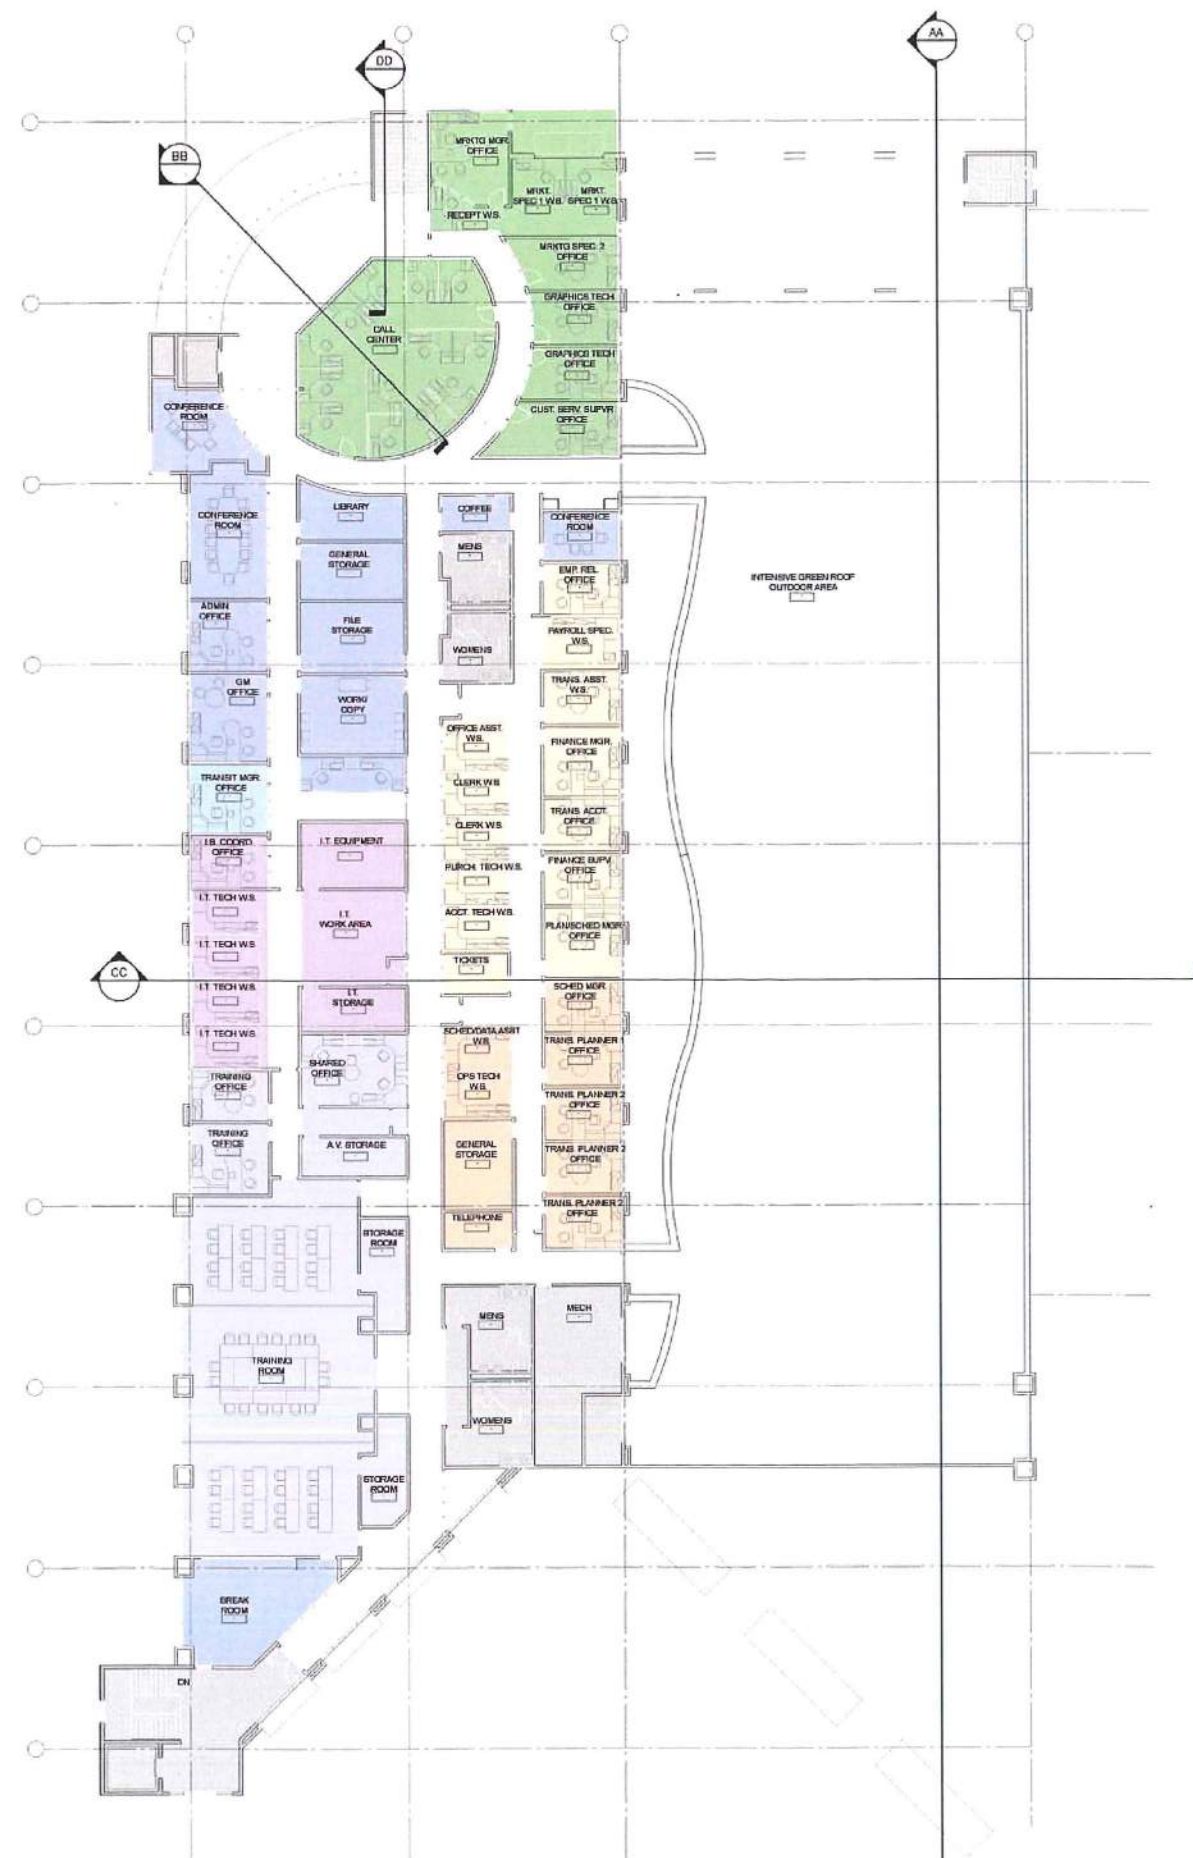 AA
DD
BB
MRKTG MGR.
OFFICE
MRKT.
SPEC 1 W.S.
MRKT.
SPEC 1 W.S.
RECEPT W.S.
MRKTG SPEC. 2
OFFICE
GRAPHICS TECH
OFFICE
CALL
CENTER
GRAPHICS TECH
OFFICE
CUST. SERV. SUPVR
OFFICE
CONFERENCE
ROOM
CONFERENCE
ROOM
LIBRARY
COFFEE
CONFERENCE
ROOM
GENERAL
STORAGE
MENS
EMP. REL.
OFFICE
INTENSIVE GREEN ROOF
OUTDOOR AREA
ADMIN
OFFICE
FILE
STORAGE
WOMENS
PAYROLL SPEC.
W.S.
GM
OFFICE
WORK/
COPY
TRANS. ASST.
W.S.
OFFICE ASST.
W.S.
FINANCE MGR.
OFFICE
TRANSIT MGR.
OFFICE
CLERK W.S.
TRANS. ACCT.
OFFICE
I.S. COORD.
OFFICE
I.T. EQUIPMENT
CLERK W.S.
PURCH. TECH W.S.
FINANCE SUPV.
OFFICE
I.T. TECH W.S.
I.T.
WORK AREA
ACCT. TECH W.S.
PLAN/SCHED MGR
OFFICE
I.T. TECH W.S.
TICKETS
CC
I.T. TECH W.S.
I.T.
STORAGE
SCHED MGR.
OFFICE
I.T. TECH W.S.
SCHED/DATA ASST
W.S.
TRANS. PLANNER 1
OFFICE
TRAINING
OFFICE
SHARED
OFFICE
OPS TECH
W.S.
TRANS. PLANNER 2
OFFICE
TRAINING
OFFICE
A.V. STORAGE
GENERAL
STORAGE
TRANS. PLANNER 2
OFFICE
TELEPHONE
TRANS. PLANNER 2
OFFICE
STORAGE
ROOM
MENS
MECH
TRAINING
ROOM
WOMENS
STORAGE
ROOM
BREAK
ROOM
DN